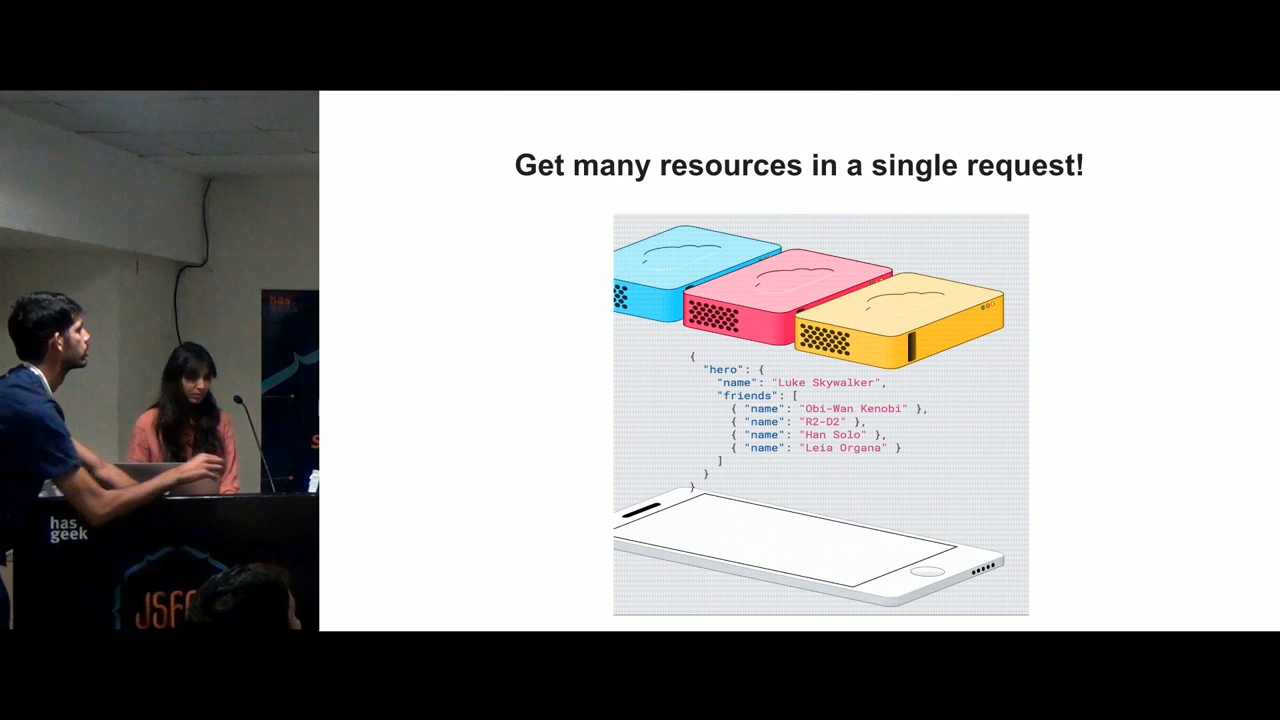 Get many resources in a single request!
{
"hero": {
"name": "Luke Skywalker",
"friends": [
{ "name": "Obi-Wan Kenobi" },
{ "name": "R2-D2" },
{ "name": "Han Solo" },
{ "name": "Leia Organa" }
]
}
}
has
geek
has
geek